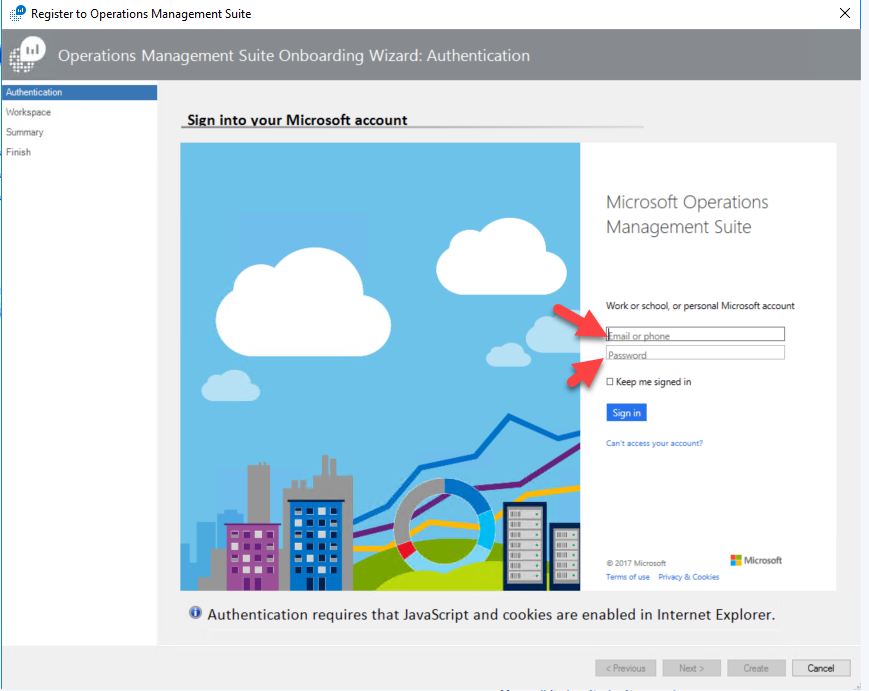 Register to Operations Management Suite
Operations Management Suite Onboarding Wizard: Authentication
Authentication
Workspace
Summary
Finish
Sign into your Microsoft account
Microsoft Operations
Management Suite
Work or school, or personal Microsoft account
Email or phone
Password
Keep me signed in
Sign in
Can't access your account?
© 2017 Microsoft
Microsoft
Terms of use Privacy & Cookies
Authentication requires that JavaScript and cookies are enabled in Internet Explorer.
< Previous Next > Create Cancel